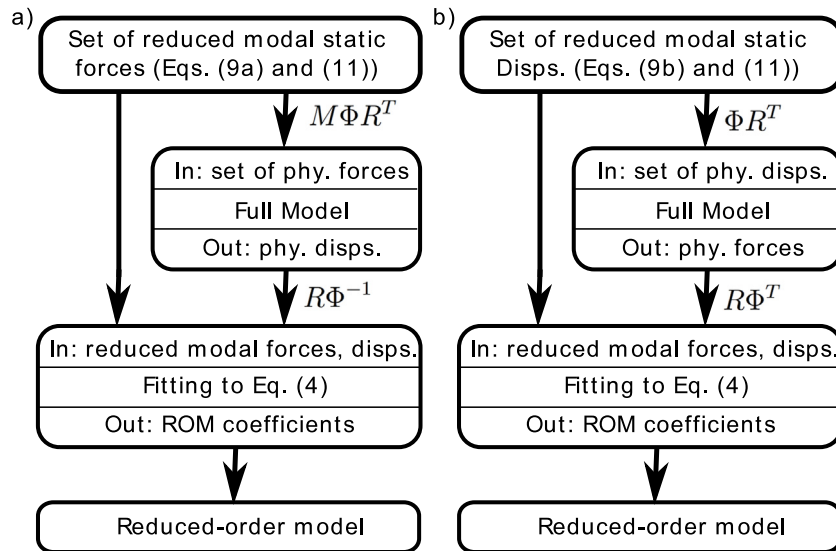 a)
Set of reduced modal static
forces (Eqs. (9a) and (11))
MΦR^T
In: set of phy. forces
Full Model
Out: phy. disps.
RΦ^{-1}
In: reduced modal forces, disps.
Fitting to Eq. (4)
Out: ROM coefficients
Reduced-order model
b)
Set of reduced modal static
Disps. (Eqs. (9b) and (11))
ΦR^T
In: set of phy. disps.
Full Model
Out: phy. forces
RΦ^T
In: reduced modal forces, disps.
Fitting to Eq. (4)
Out: ROM coefficients
Reduced-order model